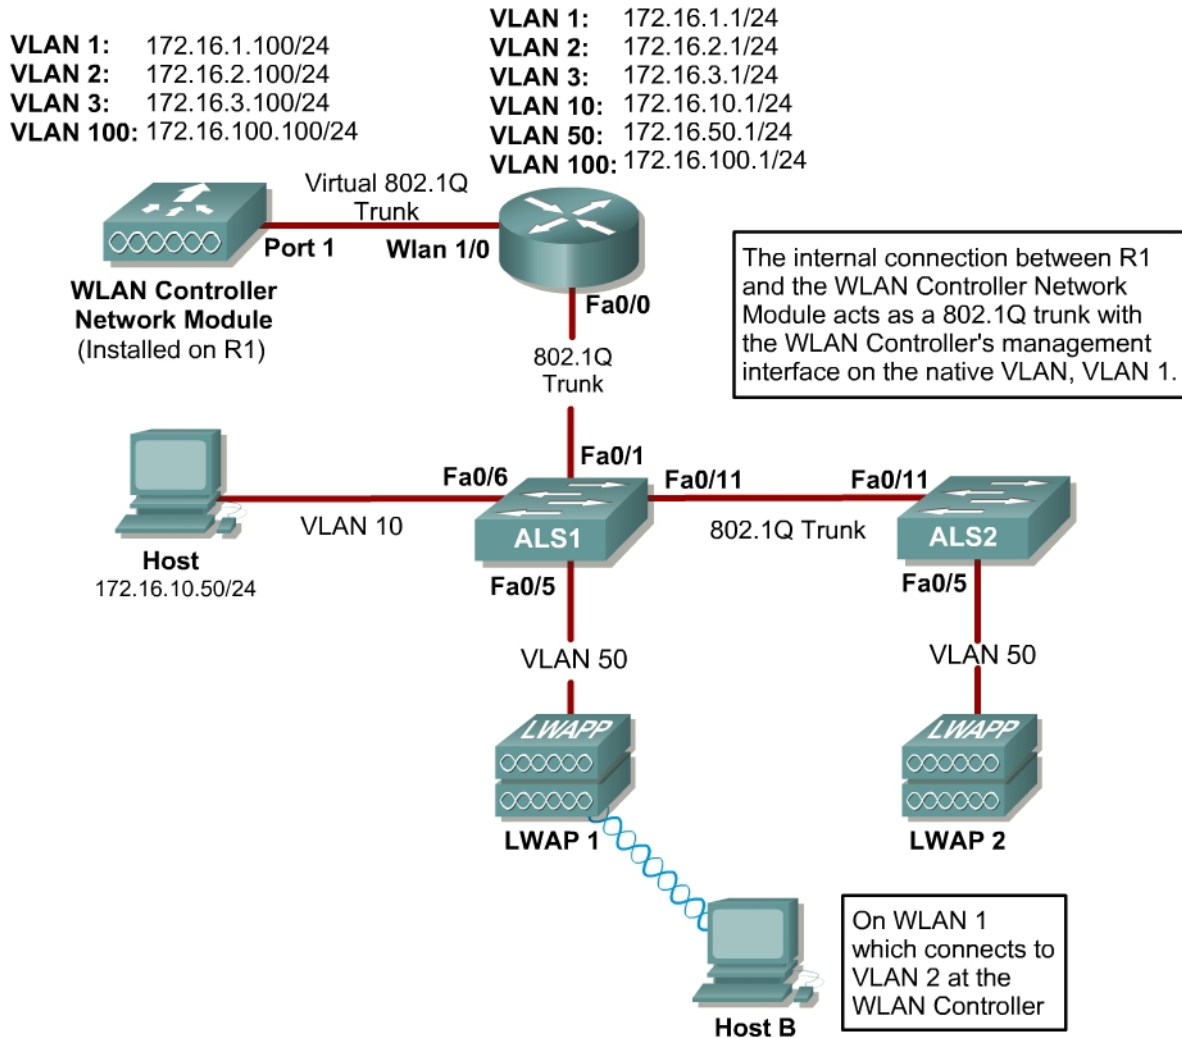 VLAN 1: 172.16.1.100/24
VLAN 2: 172.16.2.100/24
VLAN 3: 172.16.3.100/24
VLAN 100: 172.16.100.100/24
VLAN 1: 172.16.1.1/24
VLAN 2: 172.16.2.1/24
VLAN 3: 172.16.3.1/24
VLAN 10: 172.16.10.1/24
VLAN 50: 172.16.50.1/24
VLAN 100: 172.16.100.1/24
Virtual 802.1Q
Trunk
Port 1
Wlan 1/0
WLAN Controller
Network Module
(Installed on R1)
Fa0/0
The internal connection between R1
and the WLAN Controller Network
Module acts as a 802.1Q trunk with
the WLAN Controller's management
interface on the native VLAN, VLAN 1.
802.1Q
Trunk
Fa0/1
Fa0/6
Fa0/11
Fa0/11
VLAN 10
802.1Q Trunk
ALS1
ALS2
Host
172.16.10.50/24
Fa0/5
Fa0/5
VLAN 50
VLAN 50
LWAPP
LWAPP
LWAP 1
LWAP 2
On WLAN 1
which connects to
VLAN 2 at the
WLAN Controller
Host B